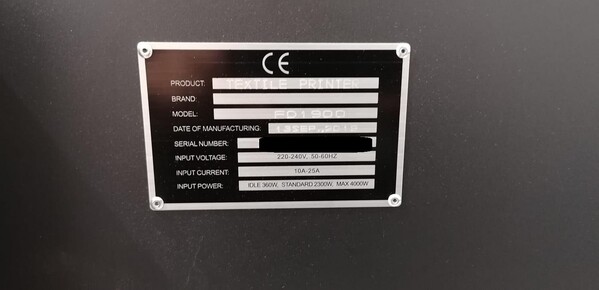 CE
PRODUCT: TEXTILE PRINTER
BRAND:
MODEL: FD1900
DATE OF MANUFACTURING:
SERIAL NUMBER:
INPUT VOLTAGE: 220-240V, 50-60HZ
INPUT CURRENT: 10A-25A
INPUT POWER: IDLE 360W, STANDARD 2300W, MAX 4000W